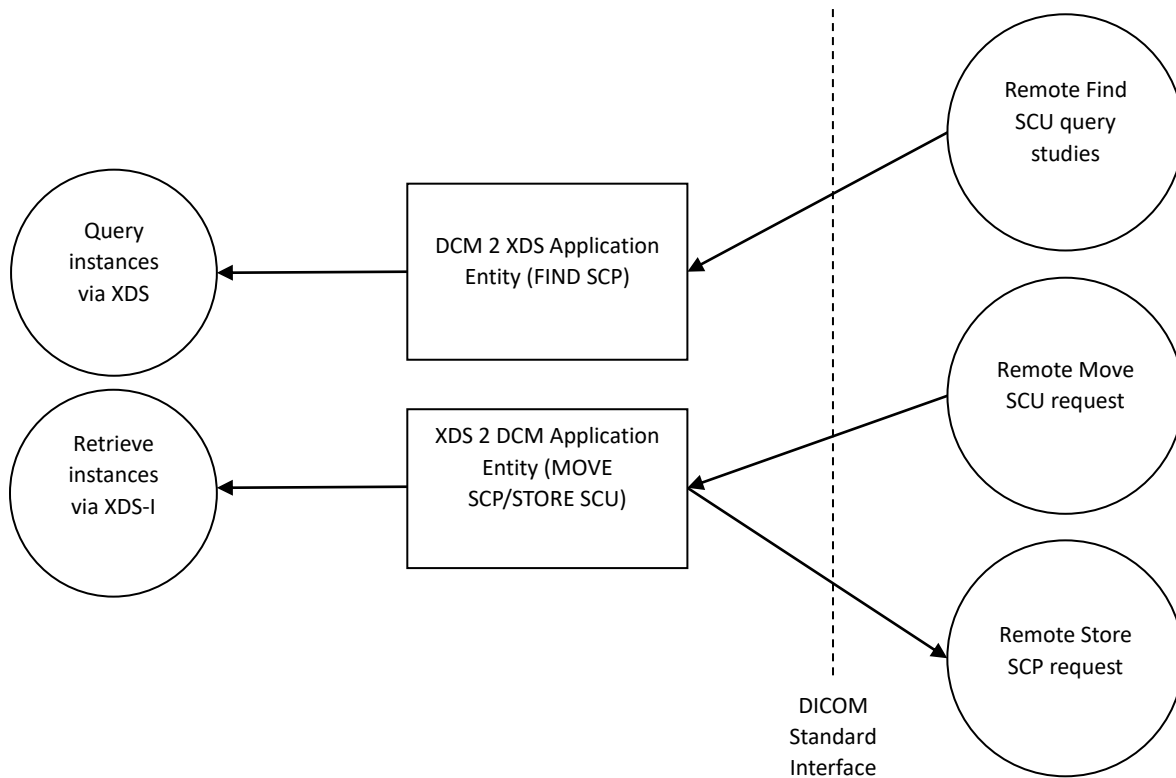 Remote Find
SCU query
studies
Query
instances
via XDS
DCM 2 XDS Application
Entity (FIND SCP)
Remote Move
SCU request
Retrieve
instances
via XDS-I
XDS 2 DCM Application
Entity (MOVE
SCP/STORE SCU)
Remote Store
SCP request
DICOM
Standard
Interface